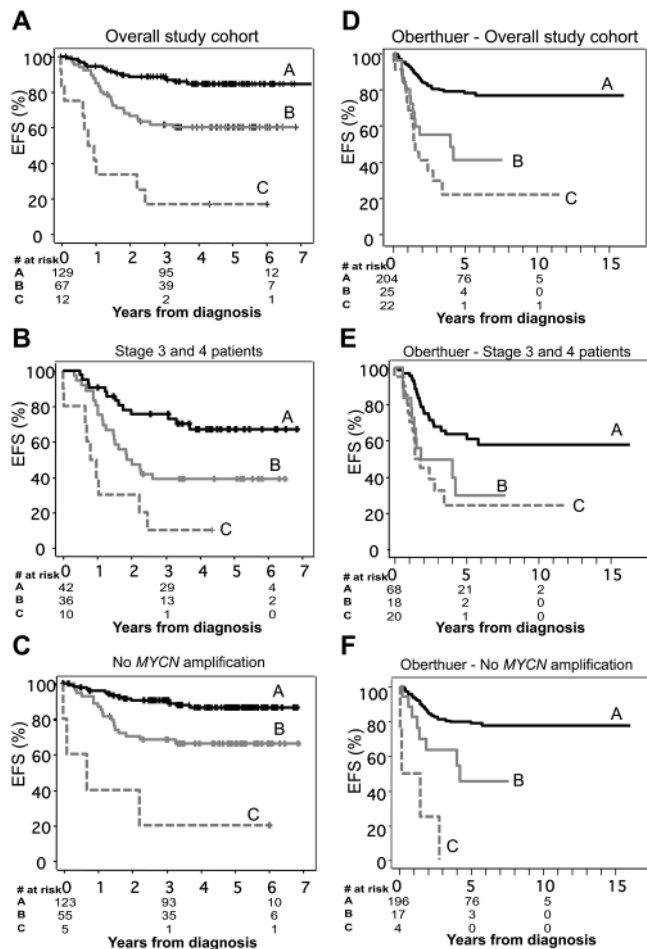 A
Overall study cohort
EFS (%)
100
80
60
40
20
0
A
B
C
0 1 2 3 4 5 6 7
# at risk
A 129 95 12
B 67 39 7
C 12 2 1
Years from diagnosis
B
Stage 3 and 4 patients
EFS (%)
100
80
60
40
20
0
A
B
C
0 1 2 3 4 5 6 7
# at risk
A 42 29 4
B 36 13 2
C 10 1 0
Years from diagnosis
C
No MYCN amplification
EFS (%)
100
80
60
40
20
0
A
B
C
0 1 2 3 4 5 6 7
# at risk
A 123 93 10
B 55 35 6
C 5 1 1
Years from diagnosis
D
Oberthuer - Overall study cohort
EFS (%)
100
80
60
40
20
0
A
B
C
0 5 10 15
# at risk
A 204 76 5
B 25 4 0
C 22 1 1
Years from diagnosis
E
Oberthuer - Stage 3 and 4 patients
EFS (%)
100
80
60
40
20
0
A
B
C
0 5 10 15
# at risk
A 68 21 2
B 18 2 0
C 20 1 0
Years from diagnosis
F
Oberthuer - No MYCN amplification
EFS (%)
100
80
60
40
20
0
A
B
C
0 5 10 15
# at risk
A 196 76 5
B 17 3 0
C 4 0 0
Years from diagnosis